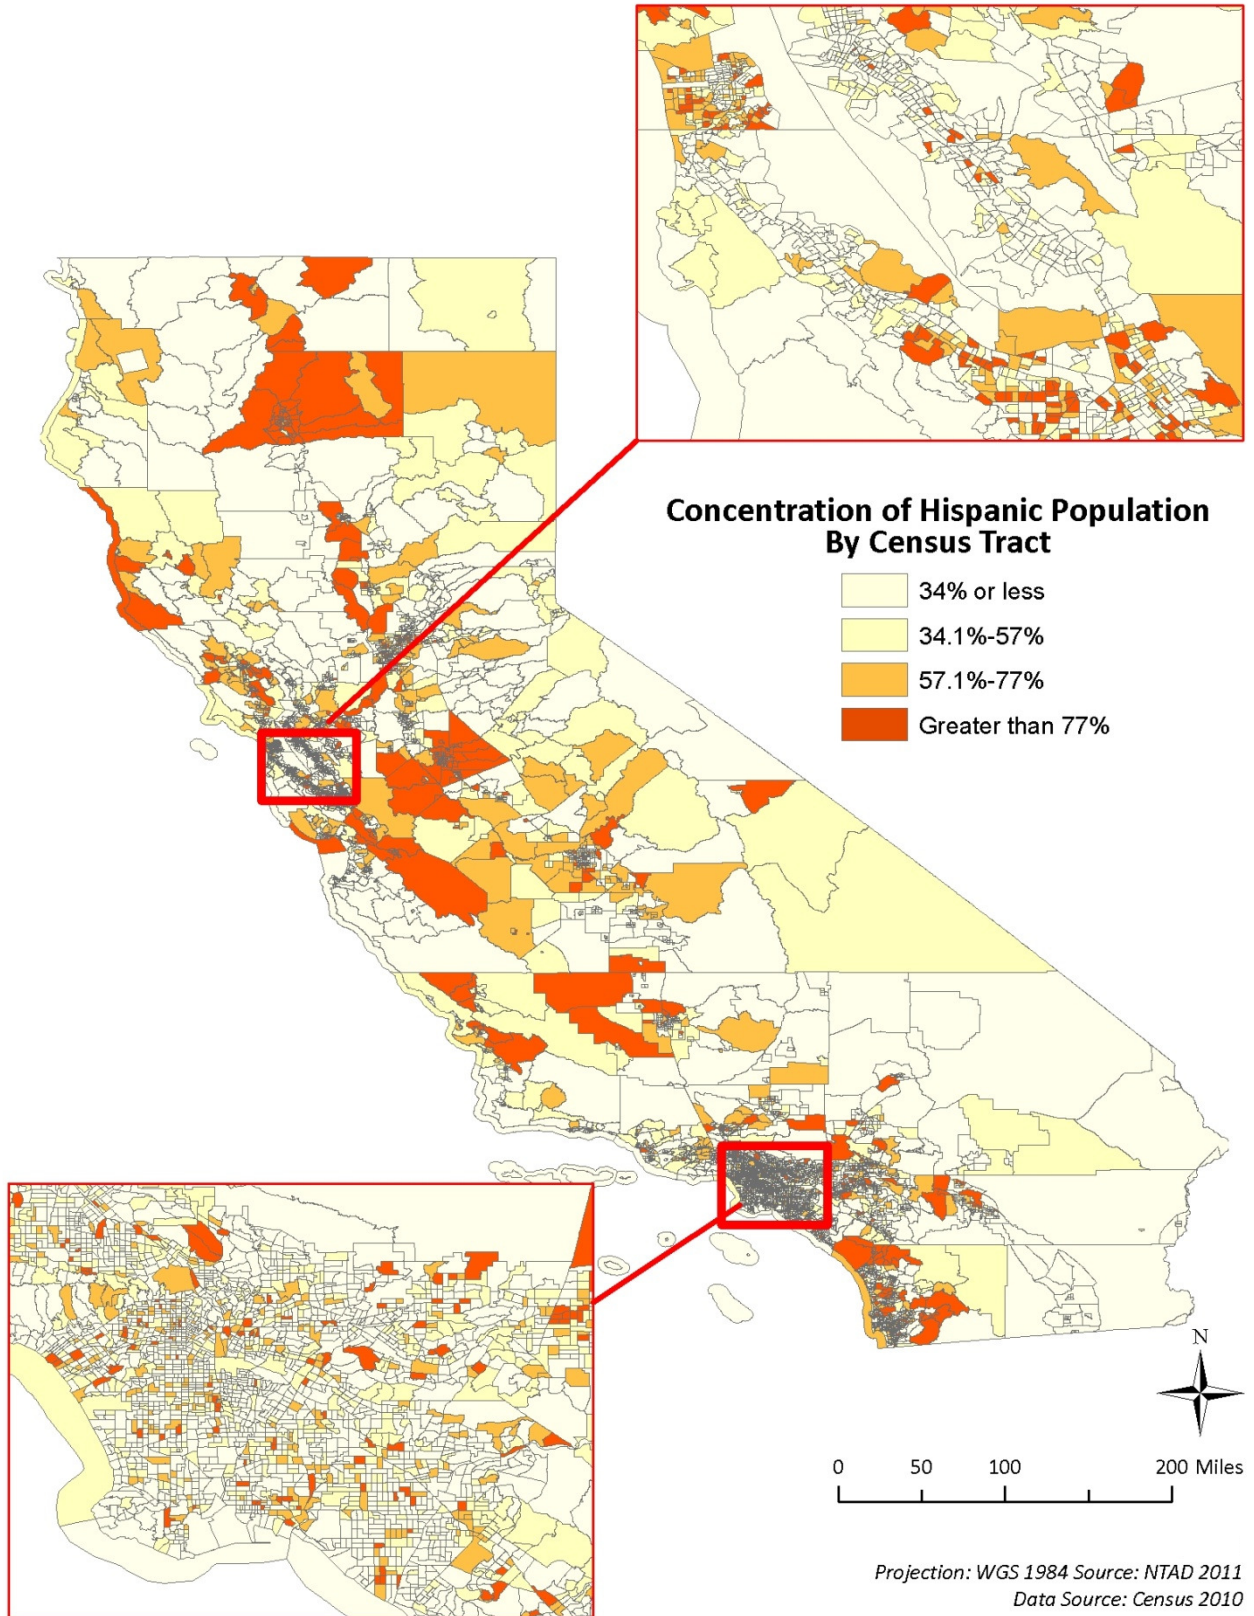 Concentration of Hispanic Population
By Census Tract
34% or less
34.1%-57%
57.1%-77%
Greater than 77%
N
0 50 100 200 Miles
Projection: WGS 1984 Source: NTAD 2011
Data Source: Census 2010